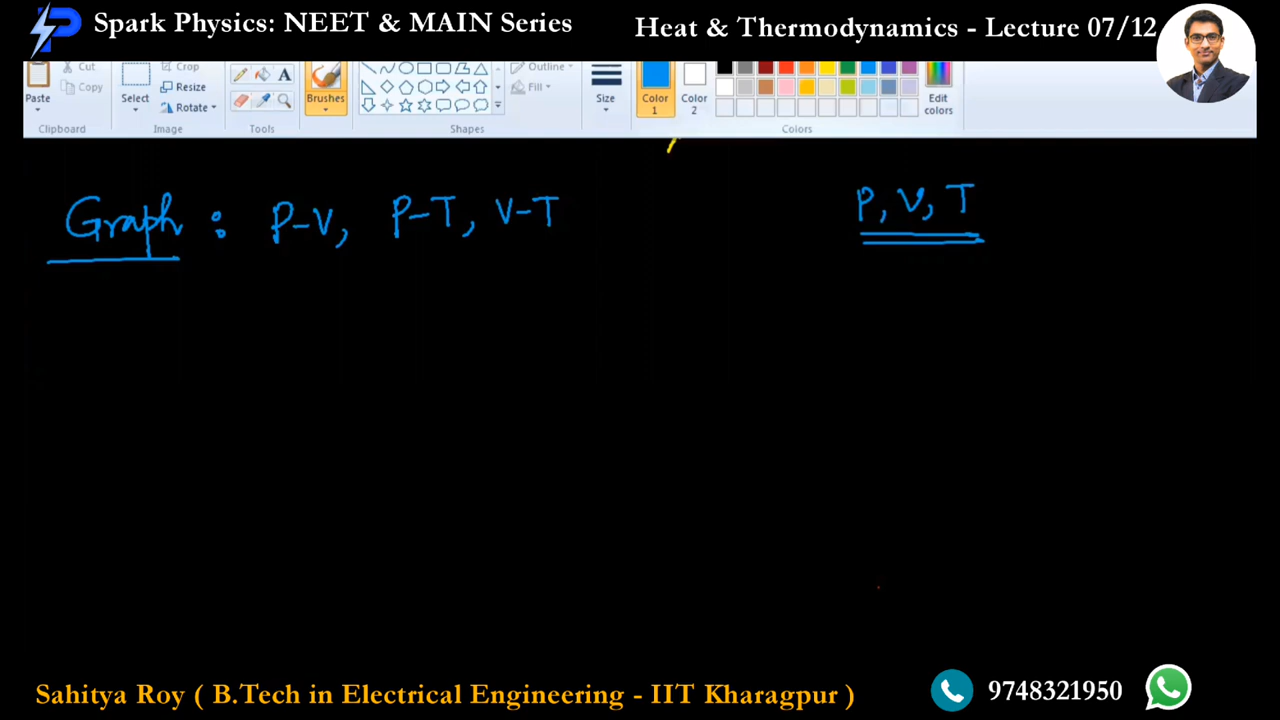 Spark Physics: NEET & MAIN Series
Heat & Thermodynamics - Lecture 07/12
Cut
Crop
Outline
Copy
Resize
Fill
Paste
Select
Rotate
Brushes
Size
Color 1
Color 2
Edit colors
Clipboard
Image
Tools
Shapes
Colors
Graph : P-V, P-T, V-T
P, V, T
Sahitya Roy ( B.Tech in Electrical Engineering - IIT Kharagpur )
9748321950